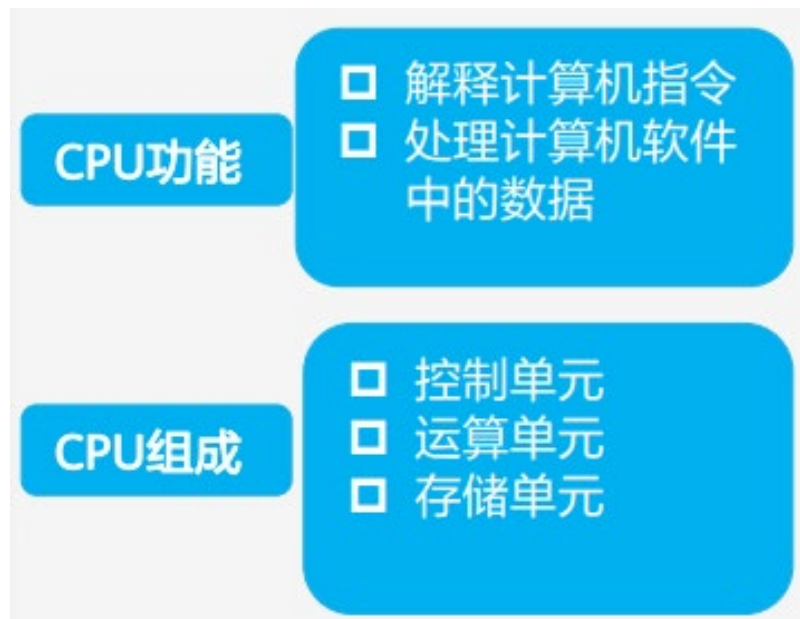 CPU功能
解释计算机指令
处理计算机软件
中的数据
CPU组成
控制单元
运算单元
存储单元